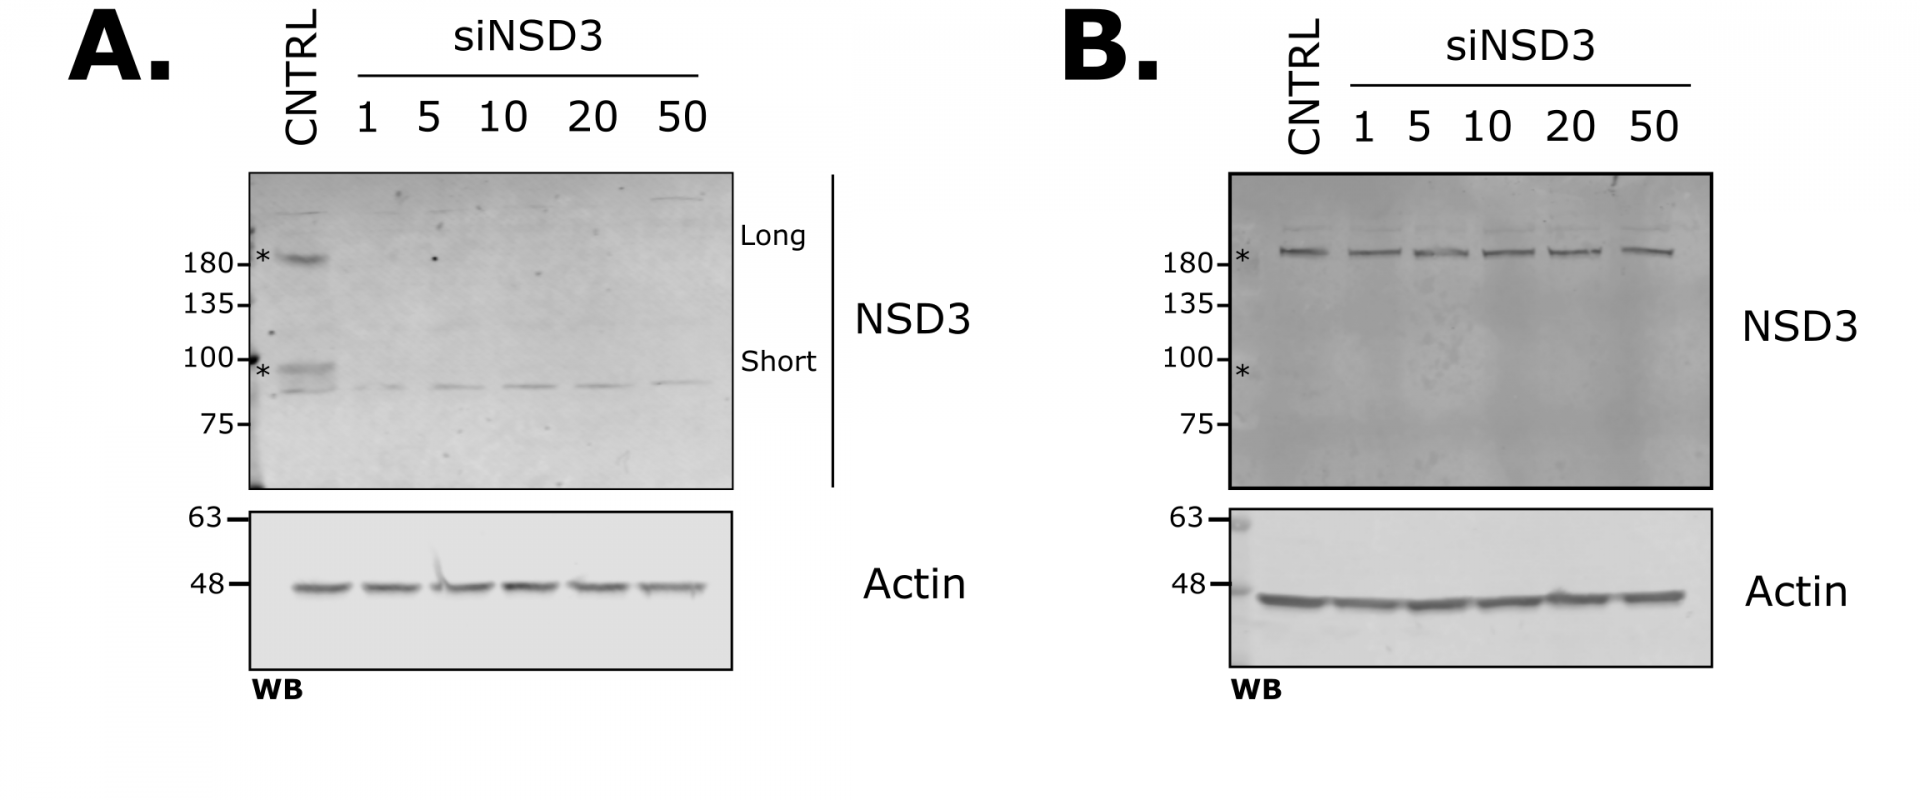 A.
CNTRL
siNSD3
1 5 10 20 50
180
135
100
75
*
*
Long
Short
NSD3
63
48
Actin
WB
B.
CNTRL
siNSD3
1 5 10 20 50
180
135
100
75
*
*
NSD3
63
48
Actin
WB